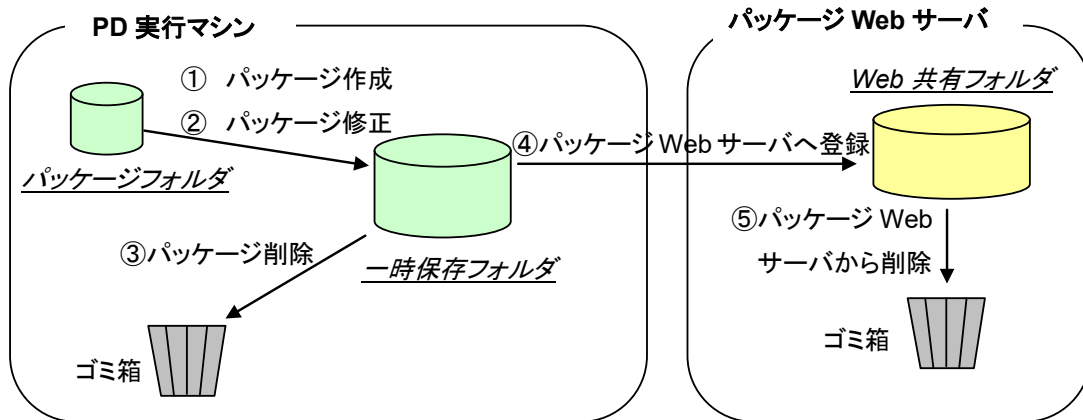 PD 実行マシン
① パッケージ作成
② パッケージ修正
パッケージフォルダ
③パッケージ削除
一時保存フォルダ
ゴミ箱
④パッケージ Web サーバへ登録
パッケージ Web サーバ
Web 共有フォルダ
⑤パッケージ Web
サーバから削除
ゴミ箱